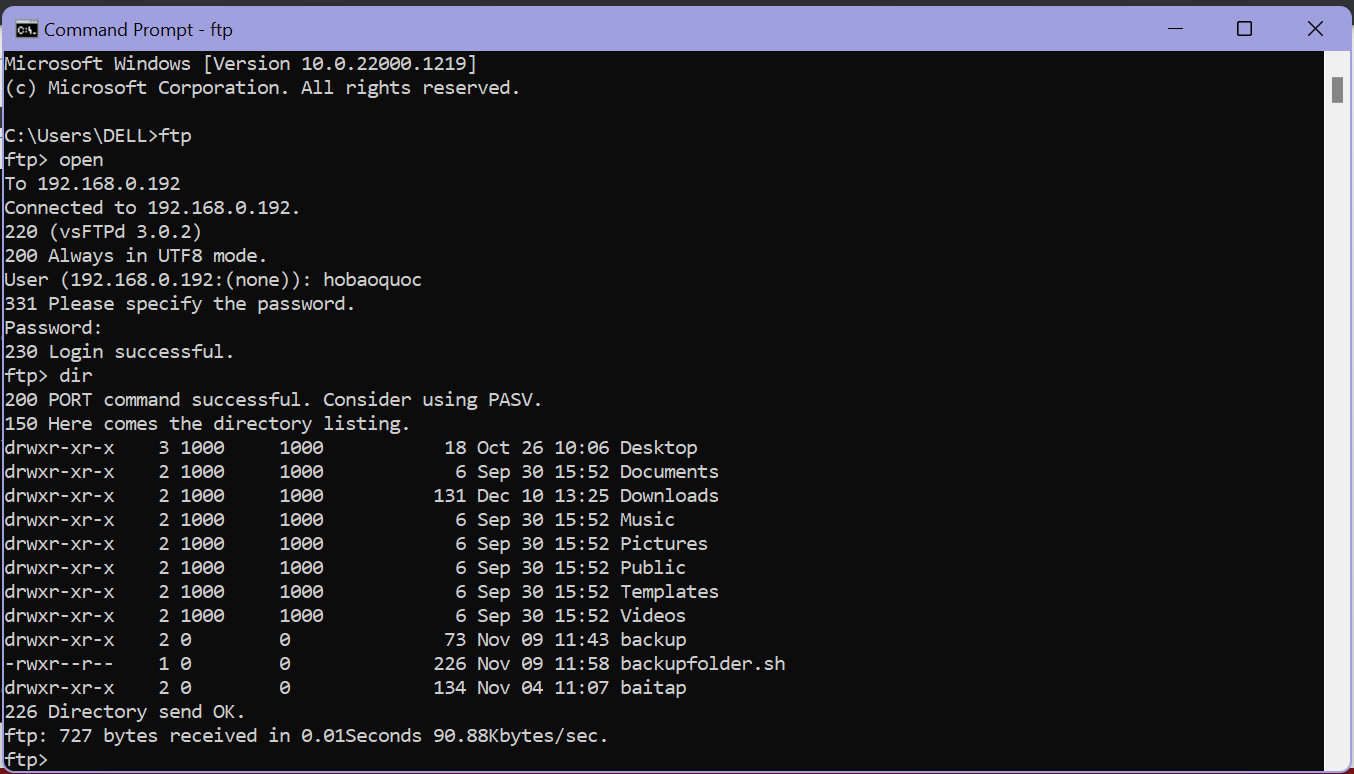 Command Prompt - ftp
Microsoft Windows [Version 10.0.22000.1219]
(c) Microsoft Corporation. All rights reserved.
C:\Users\DELL>ftp
ftp> open
To 192.168.0.192
Connected to 192.168.0.192.
220 (vsFTPd 3.0.2)
200 Always in UTF8 mode.
User (192.168.0.192:(none)): hobaoquoc
331 Please specify the password.
Password:
230 Login successful.
ftp> dir
200 PORT command successful. Consider using PASV.
150 Here comes the directory listing.
drwxr-xr-x    3 1000     1000           18 Oct 26 10:06 Desktop
drwxr-xr-x    2 1000     1000            6 Sep 30 15:52 Documents
drwxr-xr-x    2 1000     1000          131 Dec 10 13:25 Downloads
drwxr-xr-x    2 1000     1000            6 Sep 30 15:52 Music
drwxr-xr-x    2 1000     1000            6 Sep 30 15:52 Pictures
drwxr-xr-x    2 1000     1000            6 Sep 30 15:52 Public
drwxr-xr-x    2 1000     1000            6 Sep 30 15:52 Templates
drwxr-xr-x    2 1000     1000            6 Sep 30 15:52 Videos
drwxr-xr-x    2 0        0              73 Nov 09 11:43 backup
-rwxr--r--    1 0        0             226 Nov 09 11:58 backupfolder.sh
drwxr-xr-x    2 0        0             134 Nov 04 11:07 baitap
226 Directory send OK.
ftp: 727 bytes received in 0.01Seconds 90.88Kbytes/sec.
ftp>